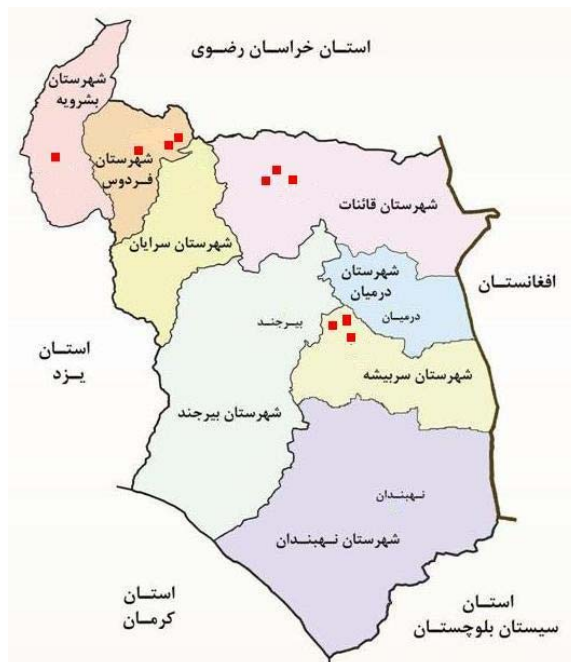 استان خراسان رضوی
شهرستان
بشرویه
شهرستان
فردوس
شهرستان قائنات
شهرستان سرایان
شهرستان
درمیان
افغانستان
درمیان
بیرجند
استان
یزد
شهرستان سربیشه
شهرستان بیرجند
نهبندان
شهرستان نهبندان
استان
کرمان
استان
سیستان بلوچستان